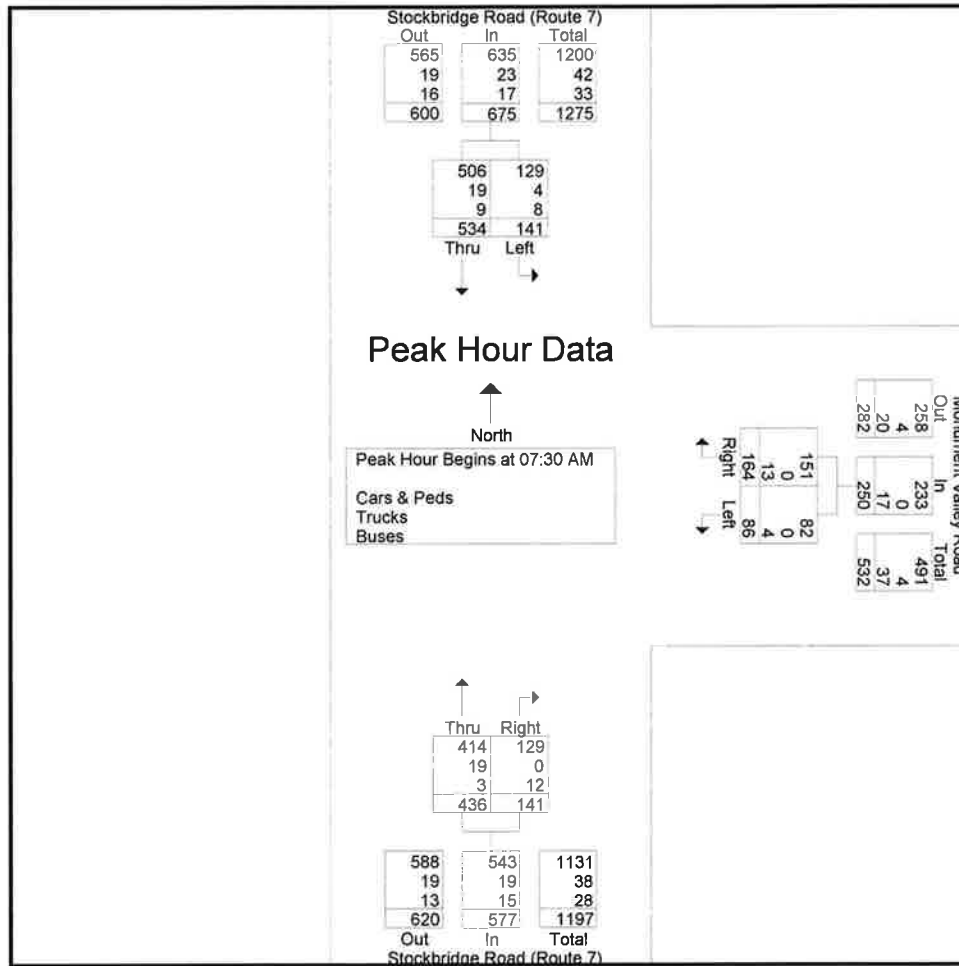 Stockbridge Road (Route 7)
Out In Total
565 635 1200
19 23 42
16 17 33
600 675 1275
506 129
19 4
9 8
534 141
Thru Left
Peak Hour Data
North
Peak Hour Begins at 07:30 AM
Cars & Peds
Trucks
Buses
Right Left
151 82
0 0
13 4
164 86
Monument Valley Road
Out In Total
258 233 491
4 0 4
20 17 37
282 250 532
Thru Right
414 129
19 0
3 12
436 141
588 543 1131
19 19 38
13 15 28
620 577 1197
Out In Total
Stockbridge Road (Route 7)